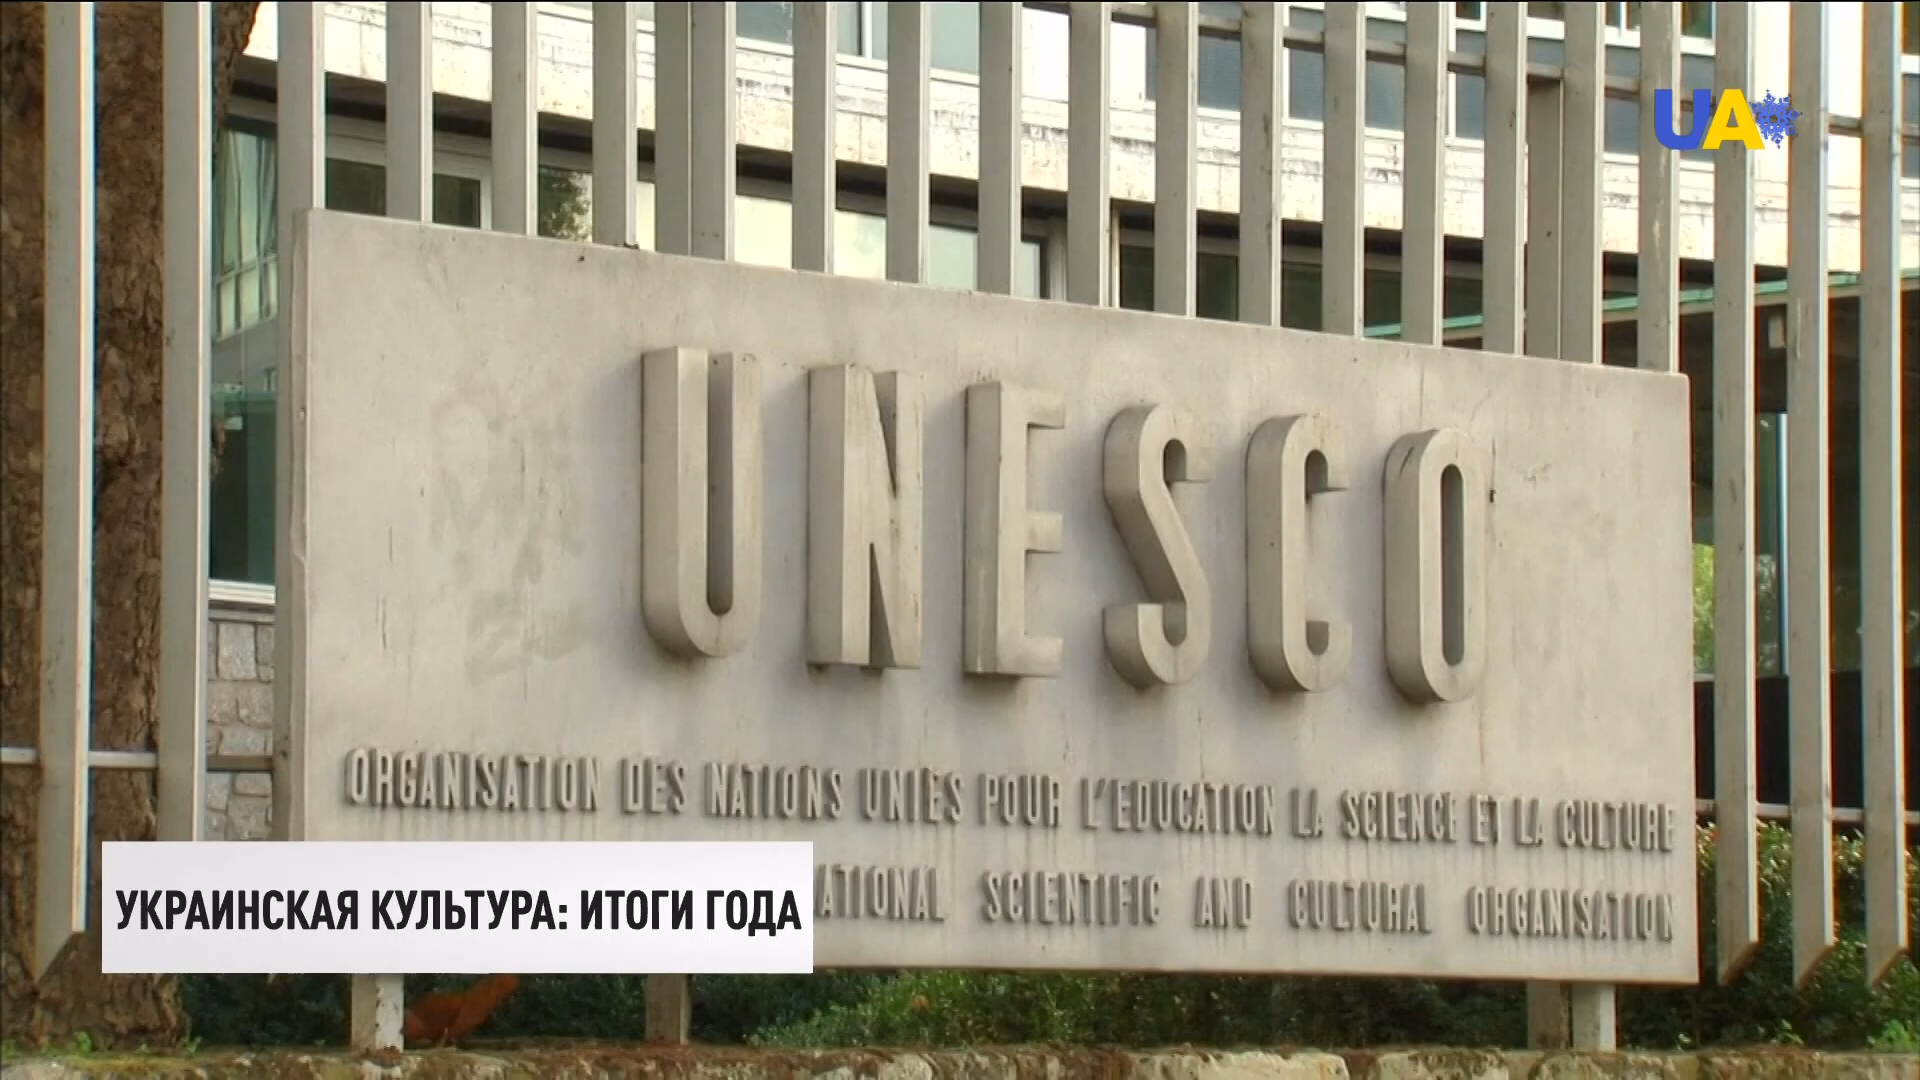 UA
UNESCO
ORGANISATION DES NATIONS UNIES POUR L'EDUCATION LA SCIENCE ET LA CULTURE
SCIENTIFIC AND CULTURAL ORGANISATION
УКРАИНСКАЯ КУЛЬТУРА: ИТОГИ ГОДА